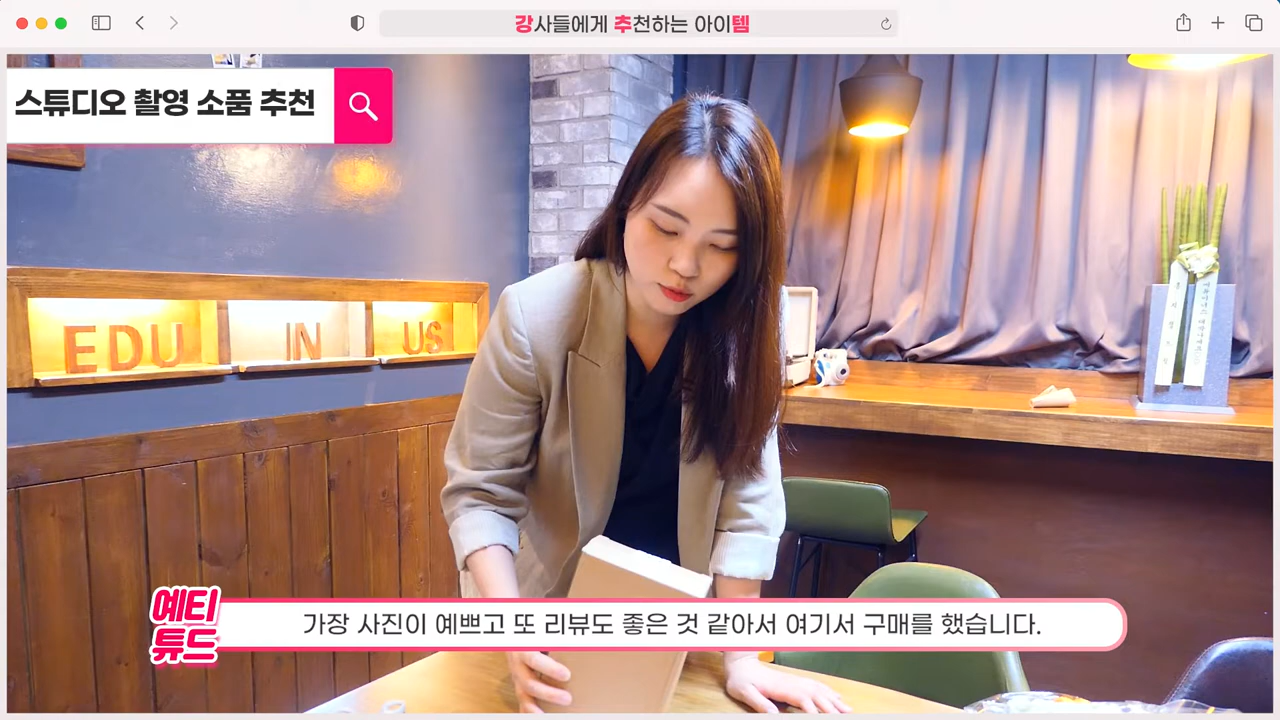 강사들에게 추천하는 아이템
스튜디오 촬영 소품 추천
EDU IN US
예티
튜드
가장 사진이 예쁘고 또 리뷰도 좋은 것 같아서 여기서 구매를 했습니다.